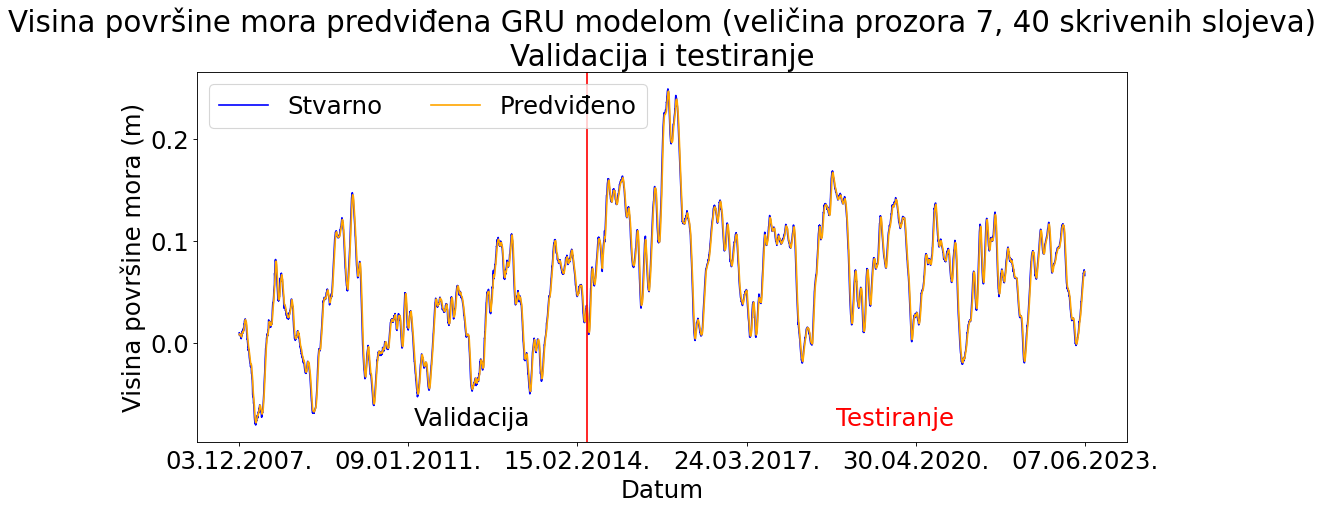 Visina površine mora predviđena GRU modelom (veličina prozora 7, 40 skrivenih slojeva)
Validacija i testiranje
Stvarno Predviđeno
Visina površine mora (m)
0.2
0.1
0.0
Validacija Testiranje
03.12.2007. 09.01.2011. 15.02.2014. 24.03.2017. 30.04.2020. 07.06.2023.
Datum